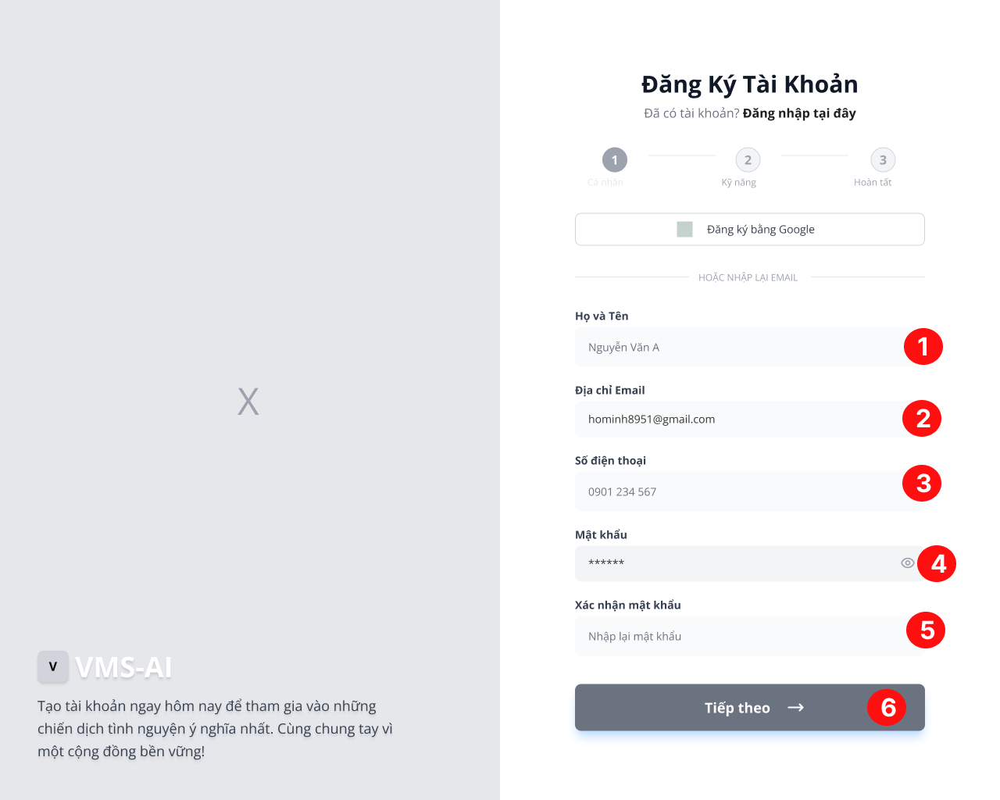 X
V VMS-AI
Tạo tài khoản ngay hôm nay để tham gia vào những
chiến dịch tình nguyện ý nghĩa nhất. Cùng chung tay vì
một cộng đồng bền vững!
Đăng Ký Tài Khoản
Đã có tài khoản? Đăng nhập tại đây
1 2 3
Cá nhân Kỹ năng Hoàn tất
Đăng ký bằng Google
HOẶC NHẬP LẠI EMAIL
Họ và Tên
Nguyễn Văn A 1
Địa chỉ Email
hominh8951@gmail.com 2
Số điện thoại
0901 234 567 3
Mật khẩu
****** 4
Xác nhận mật khẩu
Nhập lại mật khẩu 5
Tiếp theo → 6